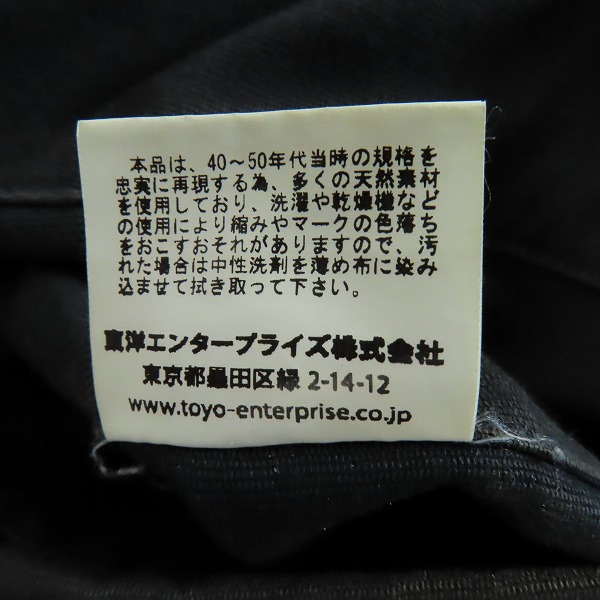 本品は、40～50年代当時の規格を
忠実に再現する為、多くの天然素材
を使用しており、洗濯や乾燥機など
の使用により縮みやマークの色落ち
をおこすおそれがありますので、汚
れた場合は中性洗剤を薄め布に染み
込ませて拭き取って下さい。
東洋エンタープライズ株式会社
東京都墨田区緑 2-14-12
www.toyo-enterprise.co.jp